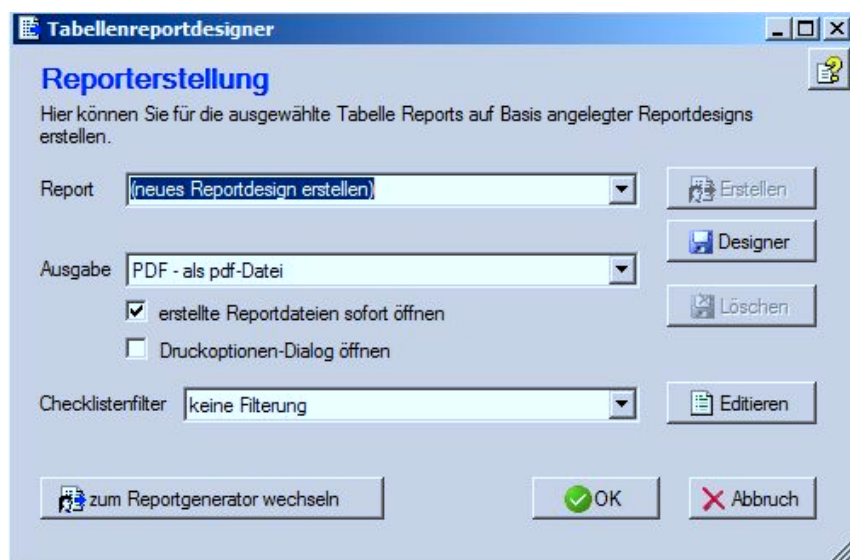 Tabellenreportdesigner
Reporterstellung
Hier können Sie für die ausgewählte Tabelle Reports auf Basis angelegter Reportdesigns
erstellen.
Report (neues Reportdesign erstellen) Erstellen
Designer
Ausgabe PDF - als pdf-Datei
erstellte Reportdateien sofort öffnen Löschen
Druckoptionen-Dialog öffnen
Checklistenfilter keine Filterung Editieren
zum Reportgenerator wechseln OK Abbruch